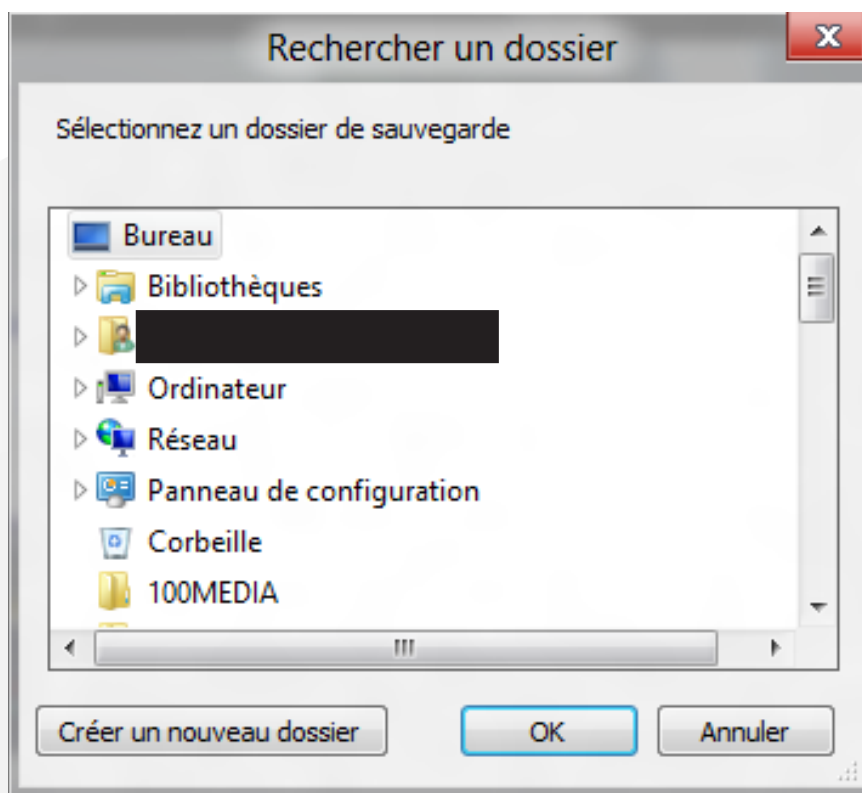 Rechercher un dossier
Sélectionnez un dossier de sauvegarde
Bureau
Bibliothèques
Ordinateur
Réseau
Panneau de configuration
Corbeille
100MEDIA
Créer un nouveau dossier
OK
Annuler